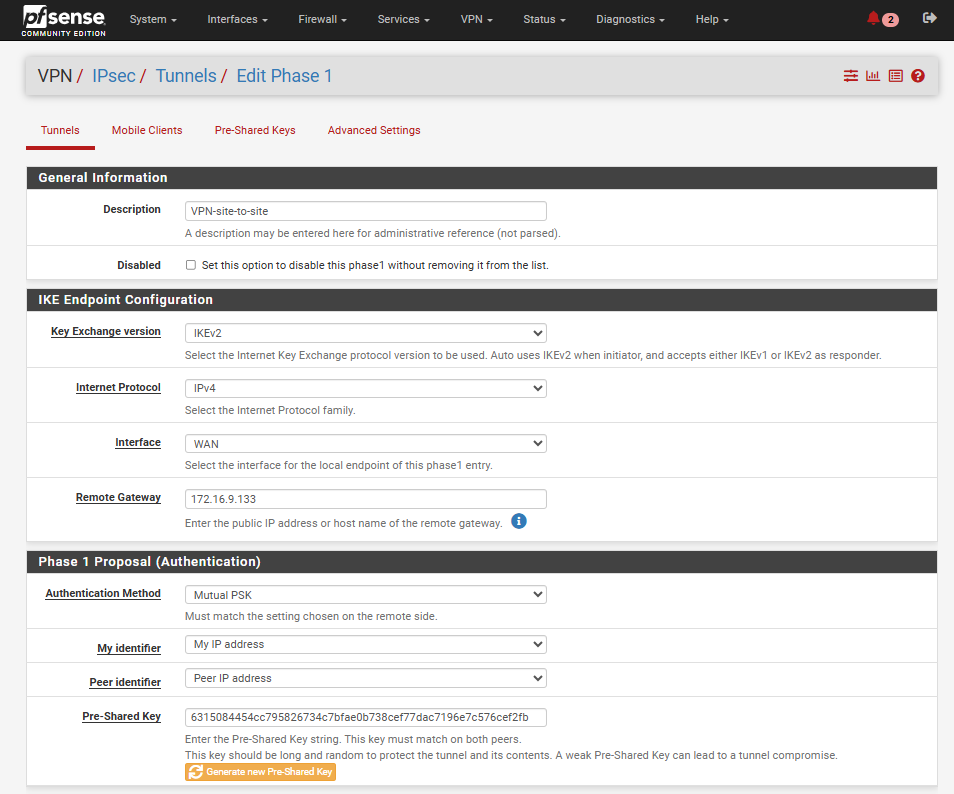 pfsense
COMMUNITY EDITION
System Interfaces Firewall Services VPN Status Diagnostics Help 2
VPN / IPsec / Tunnels / Edit Phase 1
Tunnels Mobile Clients Pre-Shared Keys Advanced Settings
General Information
Description VPN-site-to-site
A description may be entered here for administrative reference (not parsed).
Disabled Set this option to disable this phase1 without removing it from the list.
IKE Endpoint Configuration
Key Exchange version IKEv2
Select the Internet Key Exchange protocol version to be used. Auto uses IKEv2 when initiator, and accepts either IKEv1 or IKEv2 as responder.
Internet Protocol IPv4
Select the Internet Protocol family.
Interface WAN
Select the interface for the local endpoint of this phase1 entry.
Remote Gateway 172.16.9.133
Enter the public IP address or host name of the remote gateway.
Phase 1 Proposal (Authentication)
Authentication Method Mutual PSK
Must match the setting chosen on the remote side.
My identifier My IP address
Peer identifier Peer IP address
Pre-Shared Key 6315084454cc795826734c7bfae0b738cef77dac7196e7c576cef2fb
Enter the Pre-Shared Key string. This key must match on both peers.
This key should be long and random to protect the tunnel and its contents. A weak Pre-Shared Key can lead to a tunnel compromise.
Generate new Pre-Shared Key